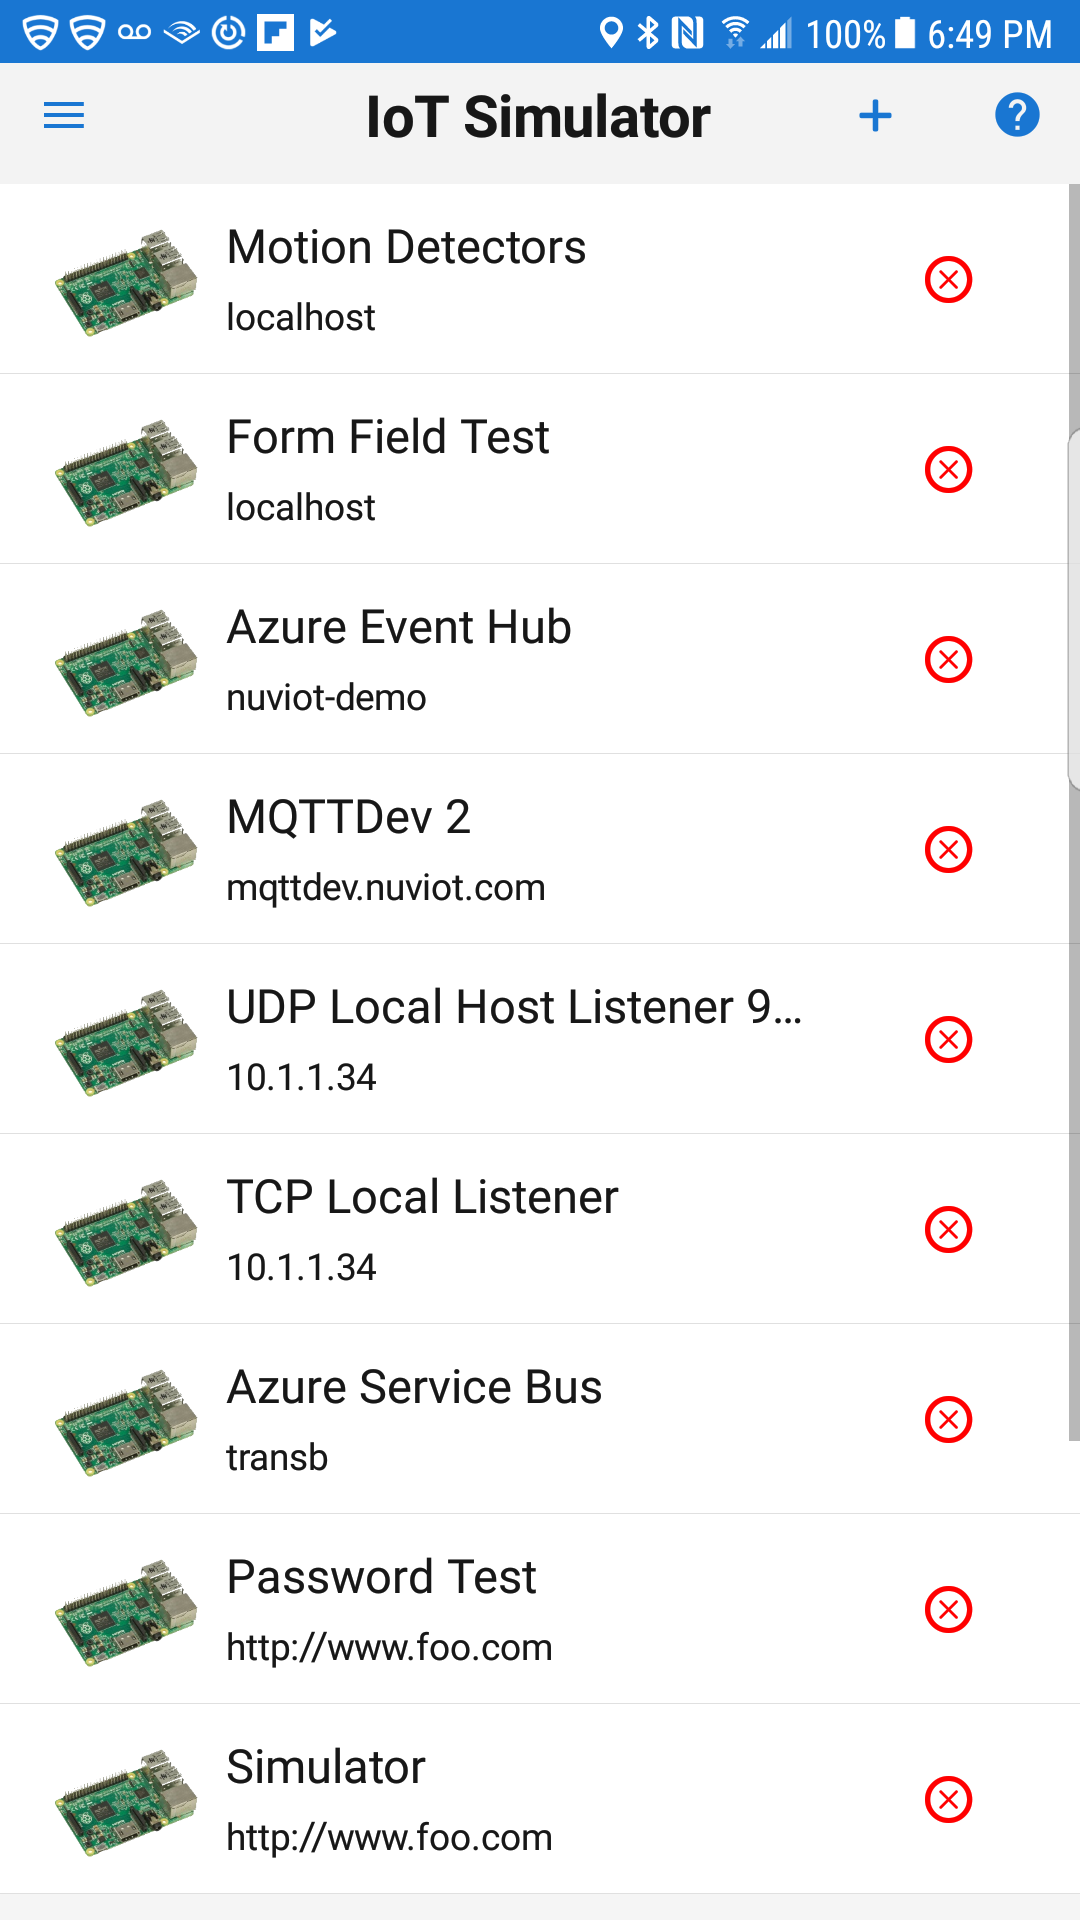 100% 6:49 PM
IoT Simulator
Motion Detectors
localhost
Form Field Test
localhost
Azure Event Hub
nuviot-demo
MQTTDev 2
mqttdev.nuviot.com
UDP Local Host Listener 9…
10.1.1.34
TCP Local Listener
10.1.1.34
Azure Service Bus
transb
Password Test
http://www.foo.com
Simulator
http://www.foo.com